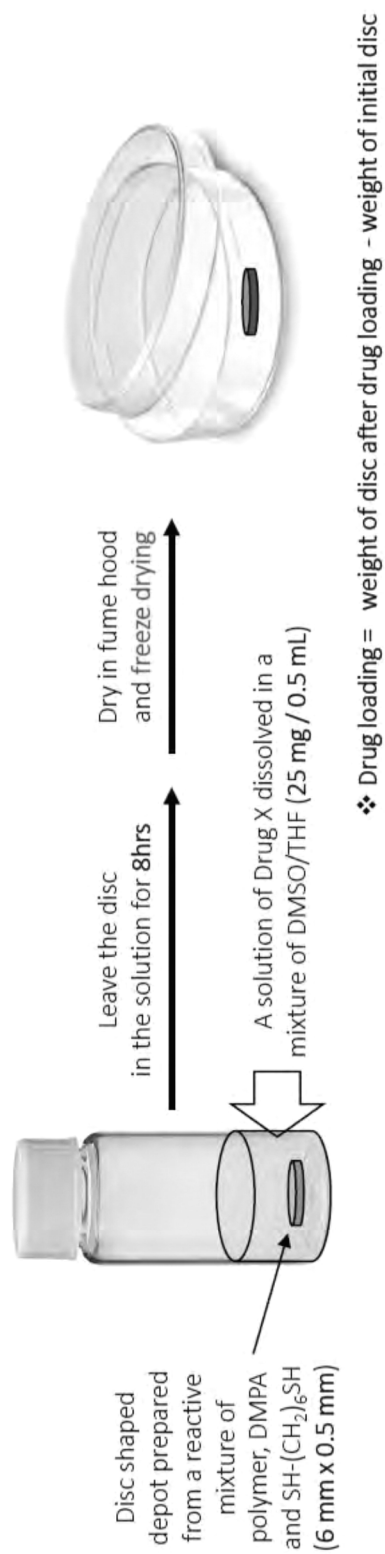 Disc shaped
depot prepared
from a reactive
mixture of
polymer, DMPA
and SH-(CH₂)₆SH
(6 mm x 0.5 mm)
Leave the disc
in the solution for 8hrs
A solution of Drug X dissolved in a
mixture of DMSO/THF (25 mg / 0.5 mL)
Dry in fume hood
and freeze drying
❖ Drug loading = weight of disc after drug loading - weight of initial disc